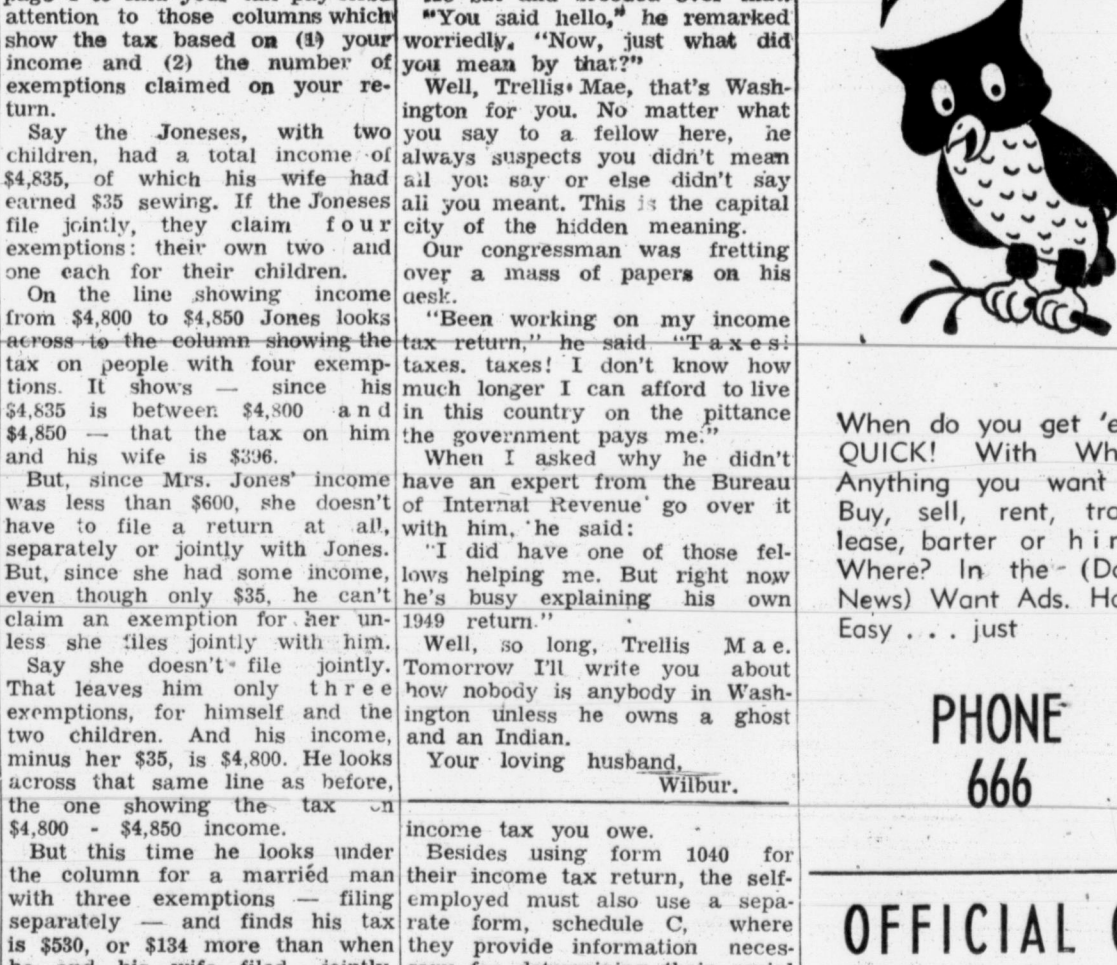 attention to those columns which
show the tax based on (1) your
income and (2) the number of
exemptions claimed on your re-
turn.
Say the Joneses, with two
children, had a total income of
$4,835, of which his wife had
earned $35 sewing. If the Joneses
file jointly, they claim four
exemptions: their own two and
one each for their children.
On the line showing income
from $4,800 to $4,850 Jones looks
across to the column showing the
tax on people with four exemp-
tions. It shows — since his
$4,835 is between $4,800 and
$4,850 — that the tax on him
and his wife is $396.
But, since Mrs. Jones' income
was less than $600, she doesn't
have to file a return at all,
separately or jointly with Jones.
But, since she had some income,
even though only $35, he can't
claim an exemption for her un-
less she files jointly with him.
Say she doesn't file jointly.
That leaves him only three
exemptions, for himself and the
two children. And his income,
minus her $35, is $4,800. He looks
across that same line as before,
the one showing the tax on
$4,800 - $4,850 income.
But this time he looks under
the column for a married man
with three exemptions — filing
separately — and finds his tax
is $530, or $134 more than when
"You said hello," he remarked
worriedly. "Now, just what did
you mean by that?"
Well, Trellis Mae, that's Wash-
ington for you. No matter what
you say to a fellow here, he
always suspects you didn't mean
all you say or else didn't say
all you meant. This is the capital
city of the hidden meaning.
Our congressman was fretting
over a mass of papers on his
desk.
"Been working on my income
tax return," he said "Taxes!
taxes. taxes! I don't know how
much longer I can afford to live
in this country on the pittance
the government pays me."
When I asked why he didn't
have an expert from the Bureau
of Internal Revenue go over it
with him, he said:
"I did have one of those fel-
lows helping me. But right now
he's busy explaining his own
1949 return."
Well, so long, Trellis Mae.
Tomorrow I'll write you about
how nobody is anybody in Wash-
ington unless he owns a ghost
and an Indian.
Your loving husband,
Wilbur.
income tax you owe.
Besides using form 1040 for
their income tax return, the self-
employed must also use a sepa-
rate form, schedule C, where
they provide information neces-
When do you get
QUICK! With
Anything you want
Buy, sell, rent,
lease, barter or
Where? In the
News) Want Ads.
Easy . . . just
PHONE
666
OFFICIAL